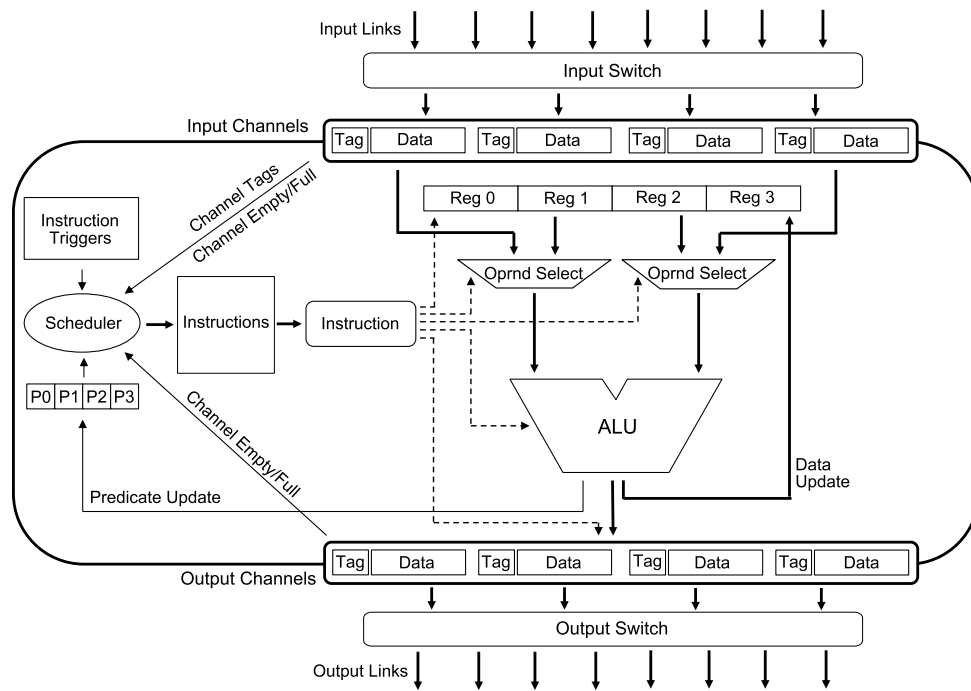 Input Links
Input Switch
Input Channels
Tag Data Tag Data Tag Data Tag Data
Channel Tags
Channel Empty/Full
Reg 0 Reg 1 Reg 2 Reg 3
Instruction
Triggers
Oprnd Select Oprnd Select
Scheduler
Instructions
Instruction
P0 P1 P2 P3
Channel Empty/Full
ALU
Data
Update
Predicate Update
Tag Data Tag Data Tag Data Tag Data
Output Channels
Output Switch
Output Links